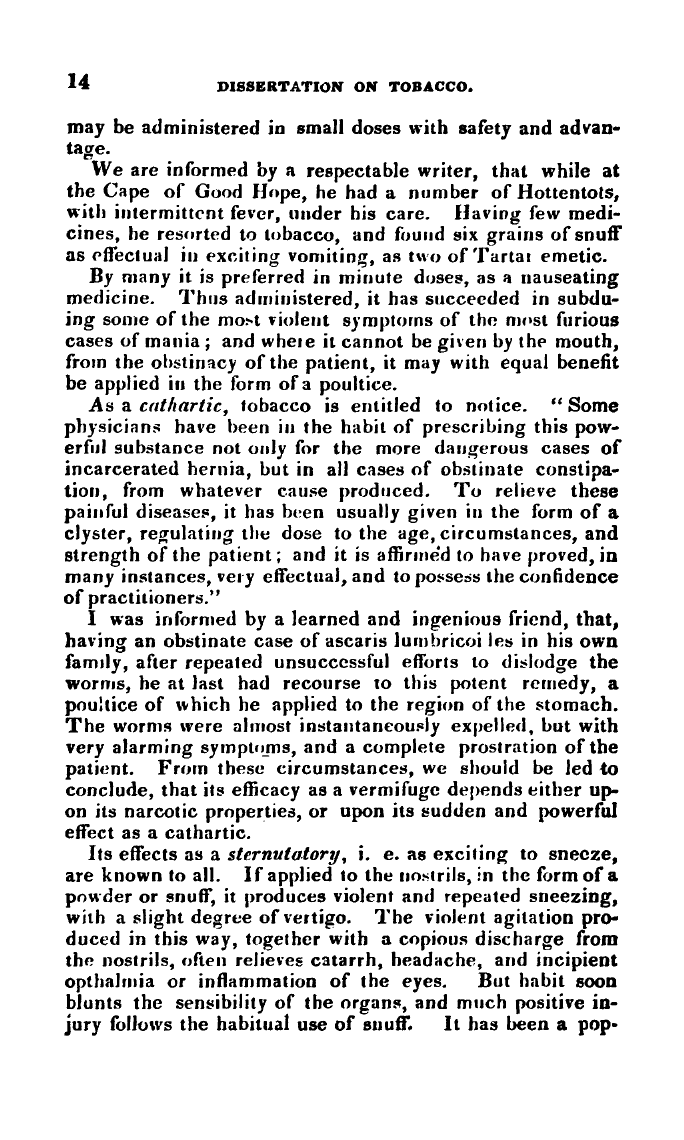 14 DISSERTATION ON TOBACCO.
may be administered in small doses with safety and advan-
tage.
We are informed by a respectable writer, that while at
the Cape of Good Hope, he had a number of Hottentots,
with intermittent fever, under his care. Having few medi-
cines, he resorted to tobacco, and found six grains of snuff
as effectual in exciting vomiting, as two of Tartar emetic.
By many it is preferred in minute doses, as a nauseating
medicine. Thus administered, it has succeeded in subdu-
ing some of the most violent symptoms of the most furious
cases of mania; and where it cannot be given by the mouth,
from the obstinacy of the patient, it may with equal benefit
be applied in the form of a poultice.
As a cathartic, tobacco is entitled to notice. "Some
physicians have been in the habit of prescribing this pow-
erful substance not only for the more dangerous cases of
incarcerated hernia, but in all cases of obstinate constipa-
tion, from whatever cause produced. To relieve these
painful diseases, it has been usually given in the form of a
clyster, regulating the dose to the age, circumstances, and
strength of the patient; and it is affirmed to have proved, in
many instances, very effectual, and to possess the confidence
of practitioners."
I was informed by a learned and ingenious friend, that,
having an obstinate case of ascaris lumbricoi les in his own
family, after repeated unsuccessful efforts to dislodge the
worms, he at last had recourse to this potent remedy, a
poultice of which he applied to the region of the stomach.
The worms were almost instantaneously expelled, but with
very alarming symptoms, and a complete prostration of the
patient. From these circumstances, we should be led to
conclude, that its efficacy as a vermifuge depends either up-
on its narcotic properties, or upon its sudden and powerful
effect as a cathartic.
Its effects as a sternutatory, i. e. as exciting to sneeze,
are known to all. If applied to the nostrils, in the form of a
powder or snuff, it produces violent and repeated sneezing,
with a slight degree of vertigo. The violent agitation pro-
duced in this way, together with a copious discharge from
the nostrils, often relieves catarrh, headache, and incipient
opthalmia or inflammation of the eyes. But habit soon
blunts the sensibility of the organs, and much positive in-
jury follows the habitual use of snuff. It has been a pop-